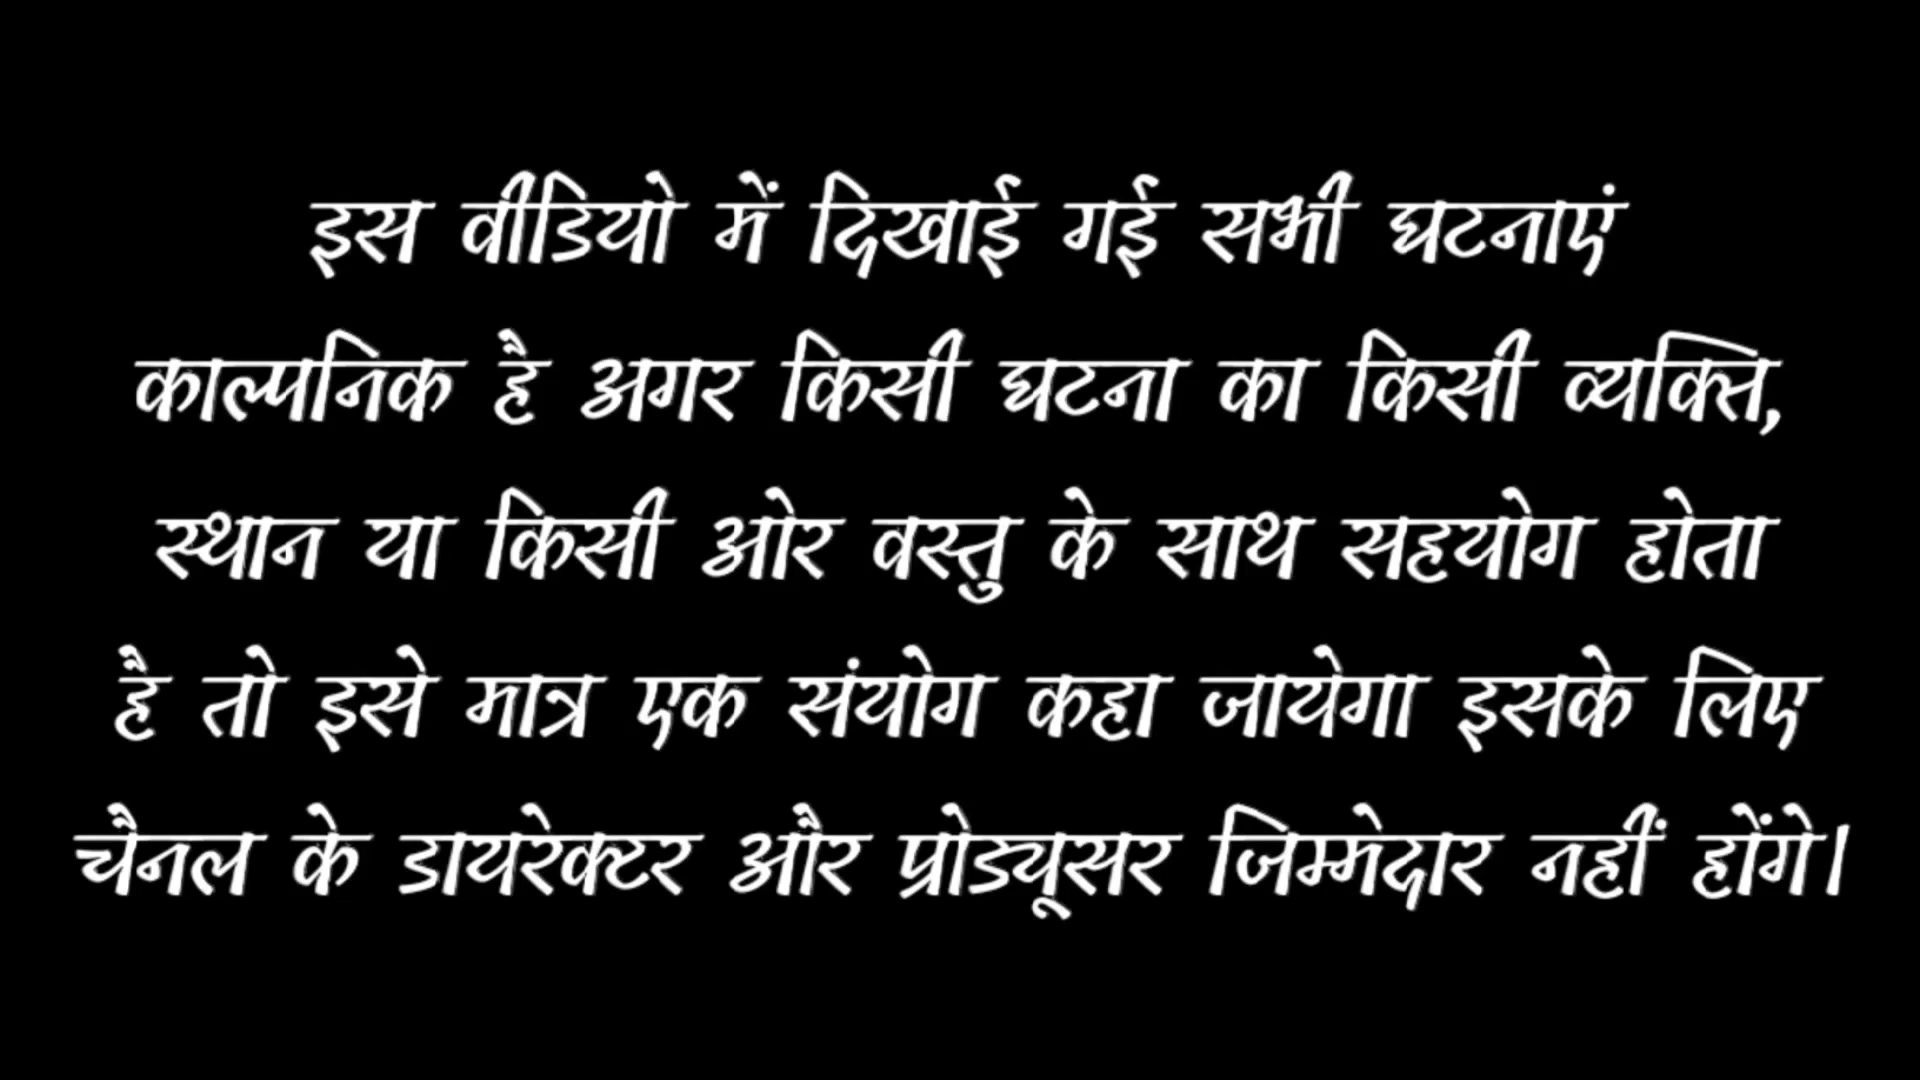 इस वीडियो में दिखाई गई सभी घटनाएं
काल्पनिक है अगर किसी घटना का किसी व्यक्ति,
स्थान या किसी ओर वस्तु के साथ सहयोग होता
है तो इसे मात्र एक संयोग कहा जायेगा इसके लिए
चैनल के डायरेक्टर और प्रोड्यूसर जिम्मेदार नहीं होंगे।